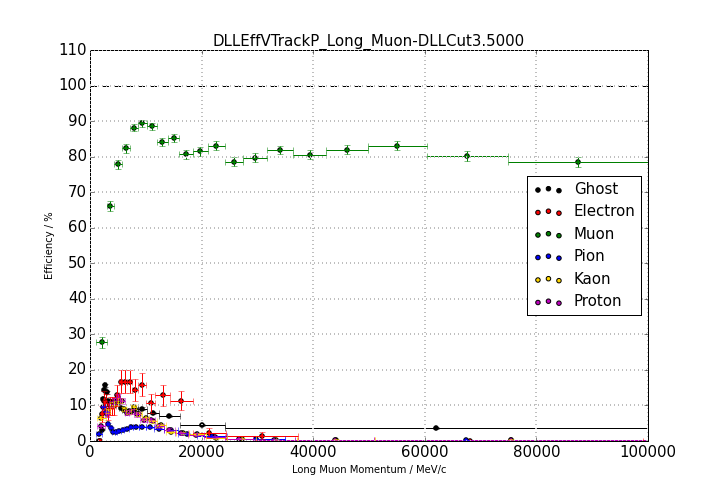 DLLEffVTrackP_Long_Muon-DLLCut3.5000
110
100
90
80
70
60
50
40
30
20
10
0
Efficiency / %
Ghost
Electron
Muon
Pion
Kaon
Proton
0 20000 40000 60000 80000 100000
Long Muon Momentum / MeV/c